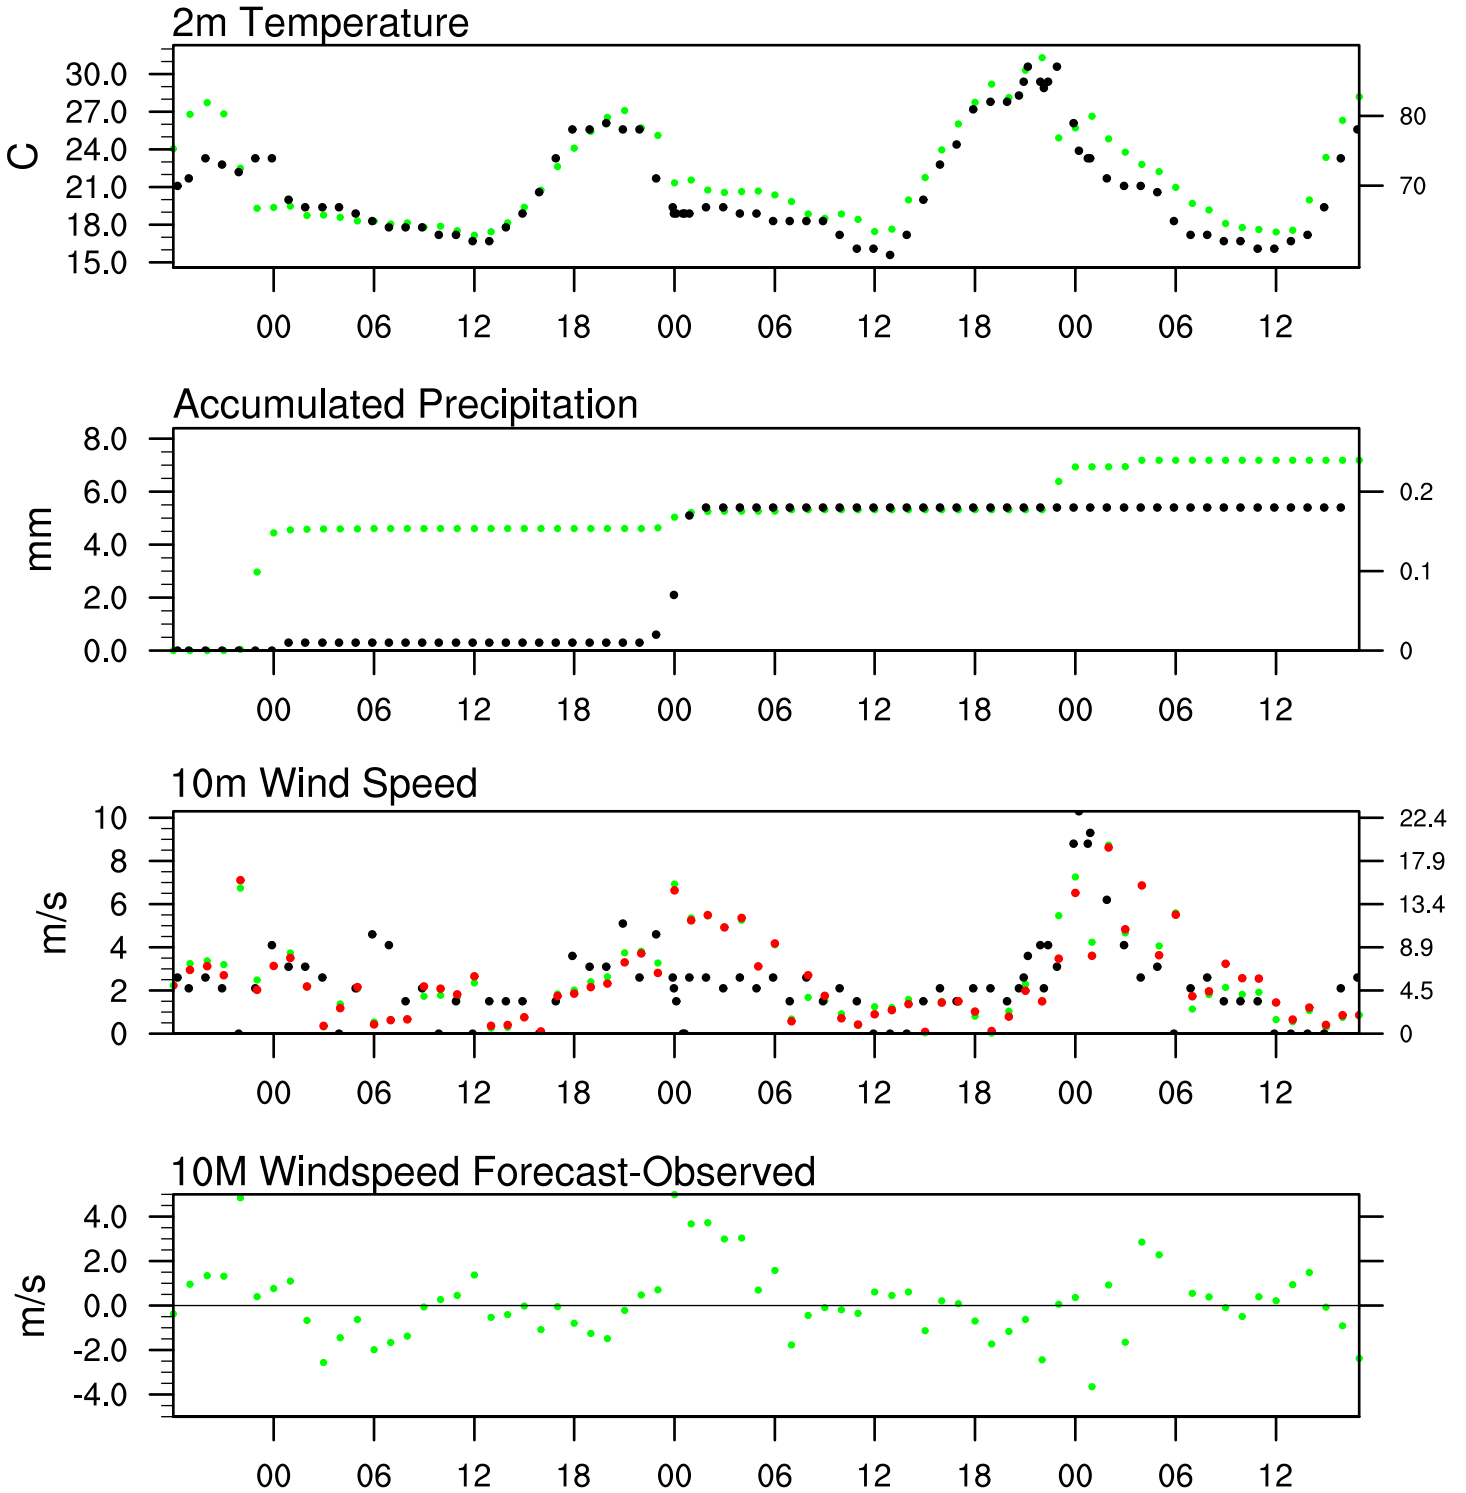 2m Temperature
30.0
27.0
24.0
21.0
18.0
15.0
C
80
70
00 06 12 18 00 06 12 18 00 06 12
Accumulated Precipitation
8.0
6.0
4.0
2.0
0.0
mm
0.2
0.1
0
00 06 12 18 00 06 12 18 00 06 12
10m Wind Speed
10
8
6
4
2
0
m/s
22.4
17.9
13.4
8.9
4.5
0
00 06 12 18 00 06 12 18 00 06 12
10M Windspeed Forecast-Observed
4.0
2.0
0.0
-2.0
-4.0
m/s
00 06 12 18 00 06 12 18 00 06 12